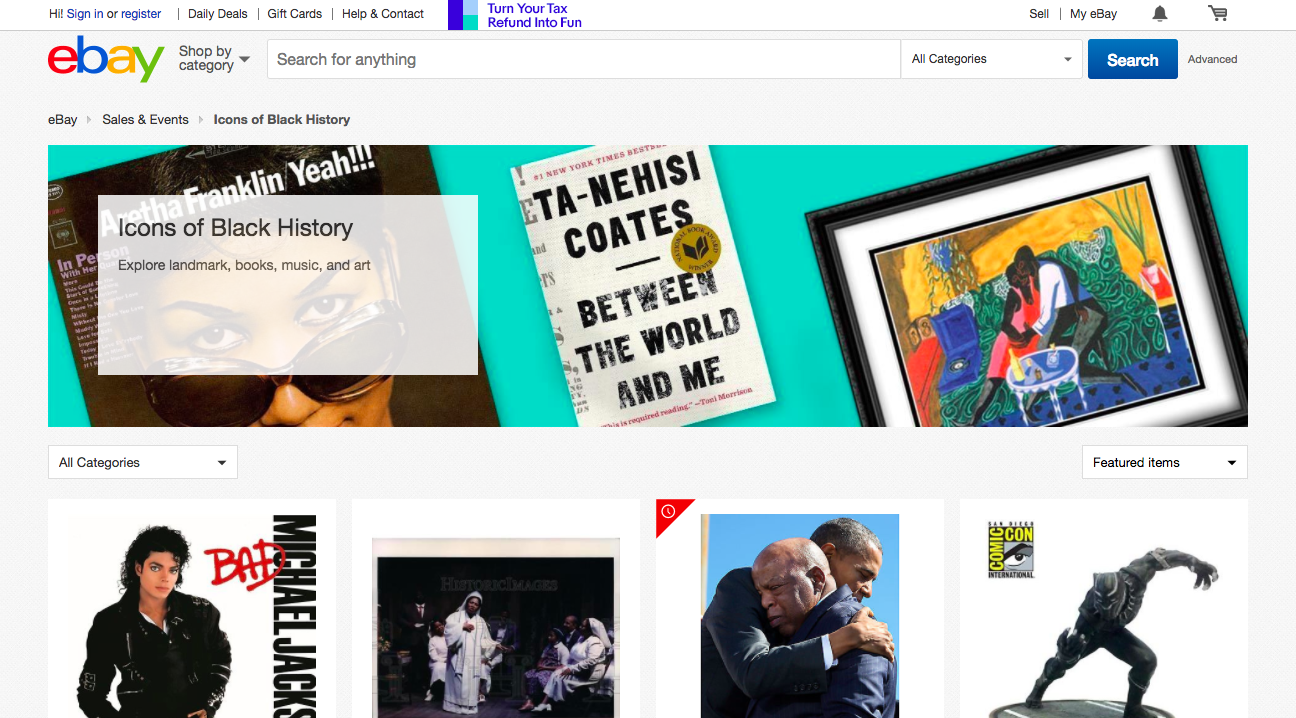 Hi! Sign in or register
Daily Deals
Gift Cards
Help & Contact
Turn Your Tax
Refund Into Fun
Sell
My eBay
ebay
Shop by
category
Search for anything
All Categories
Search
Advanced
eBay
Sales & Events
Icons of Black History
Aretha Franklin Yeah!!!
In Person
Icons of Black History
Explore landmark, books, music, and art
#1 NEW YORK TIMES
TA-NEHISI
COATES
NATIONAL BOOK AWARD
WINNER
BETWEEN
THE WORLD
AND ME
"This is required reading." —Toni Morrison
All Categories
Featured items
BAD
MICHAEL JACKS
HISTORICIMAGES
SAN DIEGO
COMIC CON
INTERNATIONAL